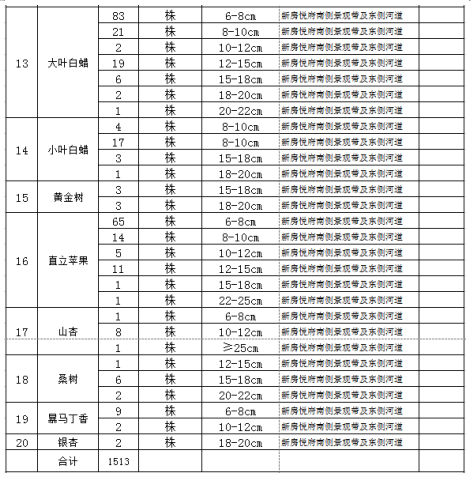 83 株 6-8cm 新房悦府南侧景观带及东侧河道
21 株 8-10cm 新房悦府南侧景观带及东侧河道
2 株 10-12cm 新房悦府南侧景观带及东侧河道
13 大叶白蜡 19 株 12-15cm 新房悦府南侧景观带及东侧河道
6 株 15-18cm 新房悦府南侧景观带及东侧河道
2 株 18-20cm 新房悦府南侧景观带及东侧河道
1 株 20-22cm 新房悦府南侧景观带及东侧河道
4 株 8-10cm 新房悦府南侧景观带及东侧河道
14 小叶白蜡 17 株 8-10cm 新房悦府南侧景观带及东侧河道
3 株 15-18cm 新房悦府南侧景观带及东侧河道
1 株 18-20cm 新房悦府南侧景观带及东侧河道
15 黄金树 3 株 15-18cm 新房悦府南侧景观带及东侧河道
3 株 18-20cm 新房悦府南侧景观带及东侧河道
65 株 6-8cm 新房悦府南侧景观带及东侧河道
14 株 8-10cm 新房悦府南侧景观带及东侧河道
16 直立苹果 5 株 10-12cm 新房悦府南侧景观带及东侧河道
11 株 12-15cm 新房悦府南侧景观带及东侧河道
1 株 15-18cm 新房悦府南侧景观带及东侧河道
1 株 22-25cm 新房悦府南侧景观带及东侧河道
1 株 6-8cm 新房悦府南侧景观带及东侧河道
17 山杏 8 株 10-12cm 新房悦府南侧景观带及东侧河道
1 株 ≥25cm 新房悦府南侧景观带及东侧河道
1 株 12-15cm 新房悦府南侧景观带及东侧河道
18 桑树 6 株 15-18cm 新房悦府南侧景观带及东侧河道
2 株 20-22cm 新房悦府南侧景观带及东侧河道
19 暴马丁香 9 株 6-8cm 新房悦府南侧景观带及东侧河道
2 株 10-12cm 新房悦府南侧景观带及东侧河道
20 银杏 2 株 18-20cm 新房悦府南侧景观带及东侧河道
合计 1513